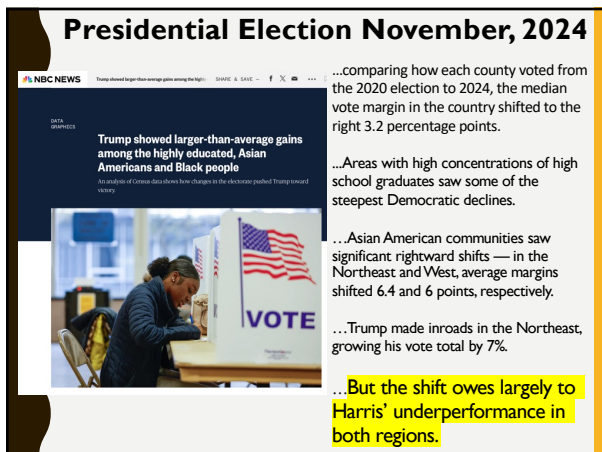 Presidential Election November, 2024
NBC NEWS
Trump showed larger-than-average gains among the high
SHARE & SAVE
DATA
GRAPHICS
Trump showed larger-than-average gains
among the highly educated, Asian
Americans and Black people
An analysis of Census data shows how changes in the electorate pushed Trump toward
victory.
VOTE
...comparing how each county voted from
the 2020 election to 2024, the median
vote margin in the country shifted to the
right 3.2 percentage points.
...Areas with high concentrations of high
school graduates saw some of the
steepest Democratic declines.
…Asian American communities saw
significant rightward shifts — in the
Northeast and West, average margins
shifted 6.4 and 6 points, respectively.
…Trump made inroads in the Northeast,
growing his vote total by 7%.
…But the shift owes largely to
Harris’ underperformance in
both regions.